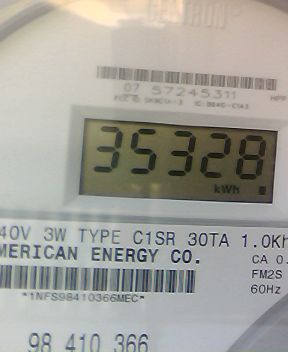 CENTRON®
07 57245311
35328
kWh
40V 3W TYPE C1SR 30TA 1.0Kh
MERICAN ENERGY CO.
CA 0.
FM2S
60Hz
*1NFS98410366MEC*
98 410 366